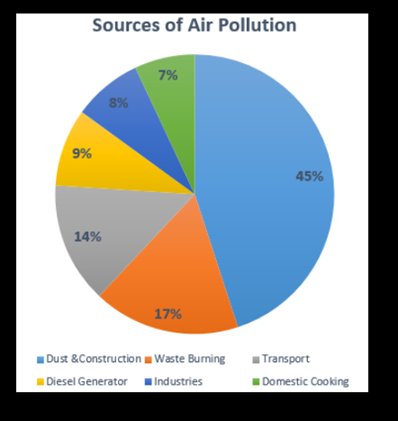 Sources of Air Pollution
7%
8%
9%
45%
14%
17%
Dust &Construction Waste Burning Transport
Diesel Generator Industries Domestic Cooking